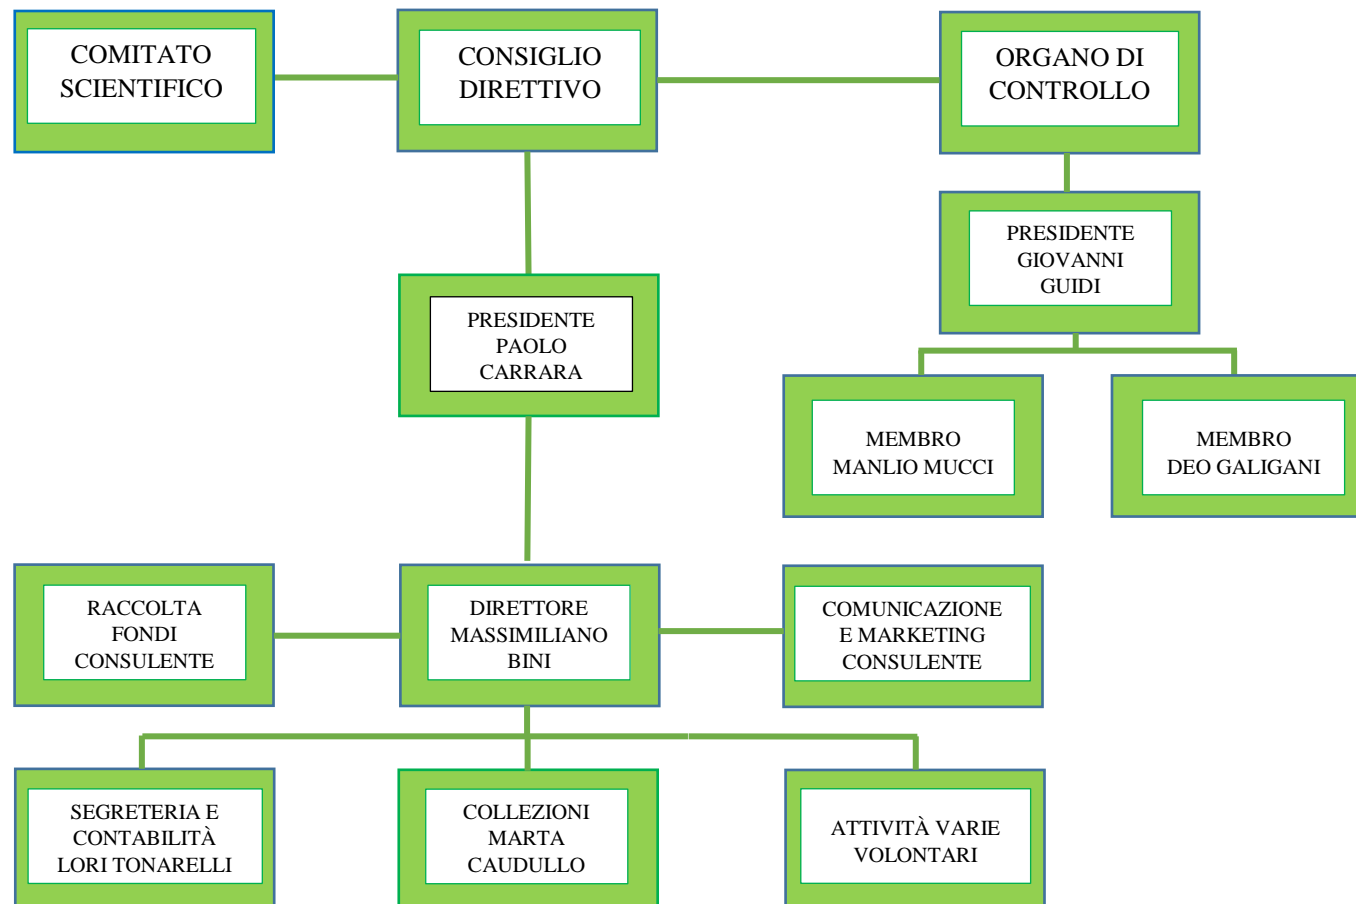 COMITATO
SCIENTIFICO
CONSIGLIO
DIRETTIVO
ORGANO DI
CONTROLLO
PRESIDENTE
GIOVANNI
GUIDI
PRESIDENTE
PAOLO
CARRARA
MEMBRO
MANLIO MUCCI
MEMBRO
DEO GALIGANI
RACCOLTA
FONDI
CONSULENTE
DIRETTORE
MASSIMILIANO
BINI
COMUNICAZIONE
E MARKETING
CONSULENTE
SEGRETERIA E
CONTABILITÀ
LORI TONARELLI
COLLEZIONI
MARTA
CAUDULLO
ATTIVITÀ VARIE
VOLONTARI